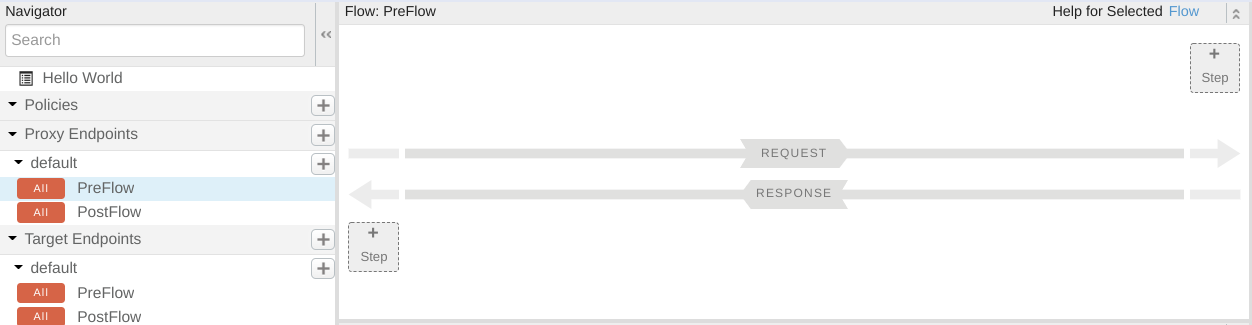 Navigator
Search
Hello World
Policies
Proxy Endpoints
default
All PreFlow
All PostFlow
Target Endpoints
default
All PreFlow
All PostFlow
Flow: PreFlow
Help for Selected Flow
+
Step
REQUEST
RESPONSE
+
Step